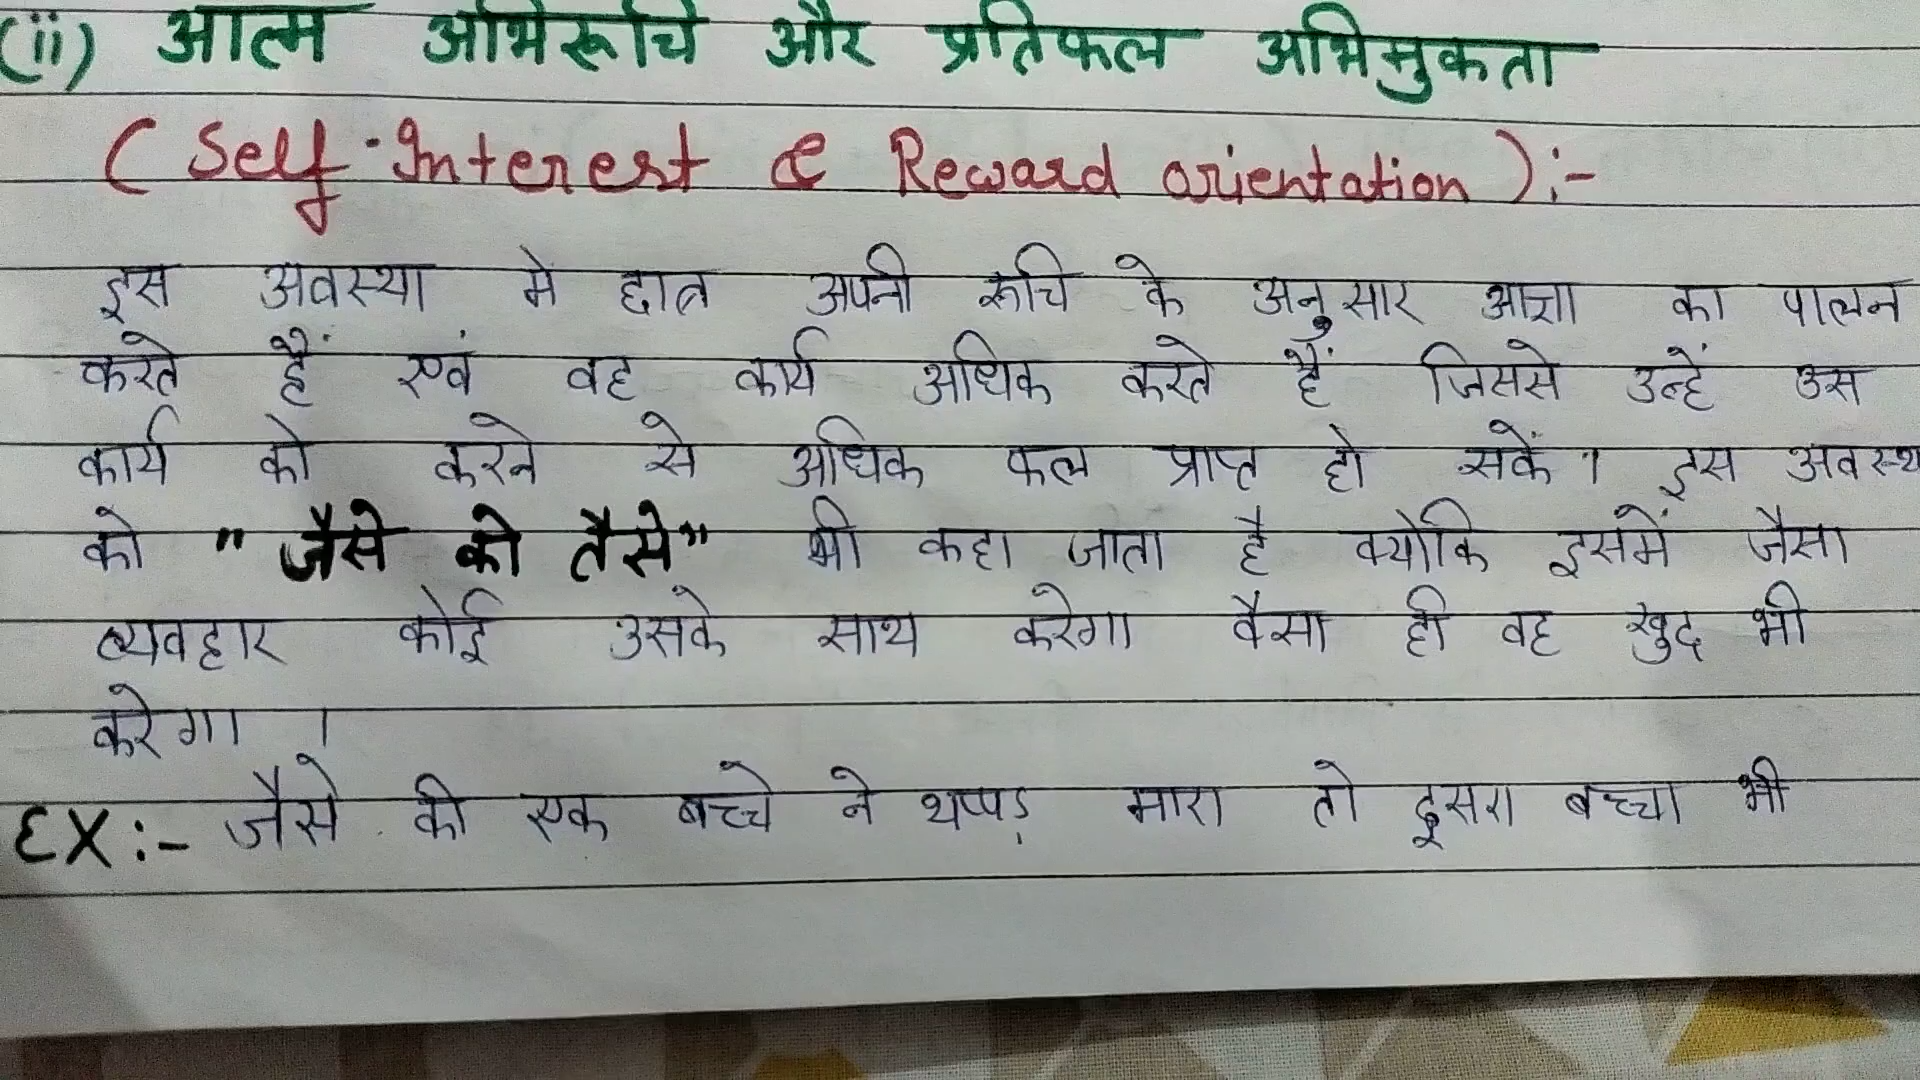 (ii) आत्म अभिरूचि और प्रतिफल अभिमुकता
(Self-Interest & Reward orientation):-
इस अवस्था मे छात्र अपनी रूचि के अनुसार आज्ञा का पालन
करते हैं एवं वह कार्य अधिक करते हैं जिससे उन्हें उस
कार्य को करने से अधिक फल प्राप्त हो सकें। इस अवस्था
को "जैसे को तैसे" भी कहा जाता है क्योकि इसमें जैसा
व्यवहार कोई उसके साथ करेगा वैसा ही वह खुद भी
करेगा ।
EX:- जैसे की एक बच्चे ने थप्पड़ मारा तो दूसरा बच्चा भी